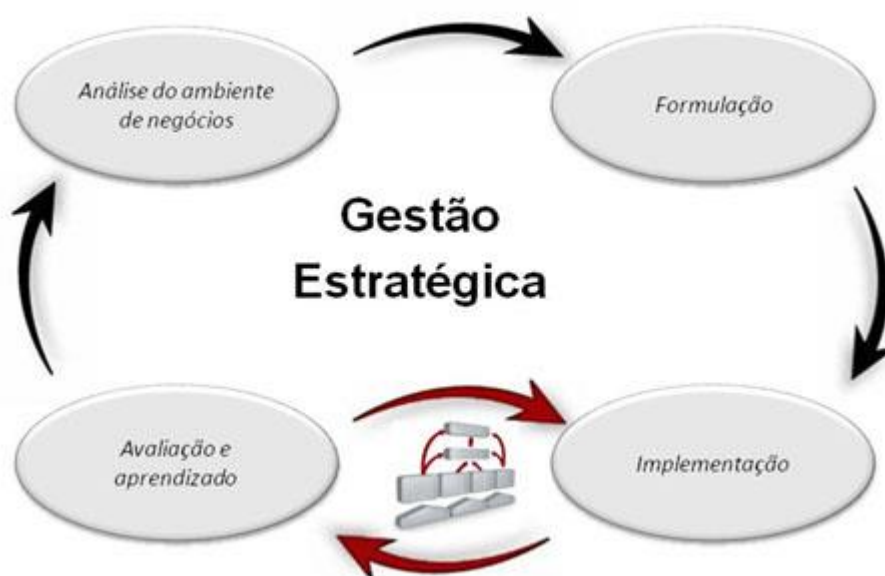 Análise do ambiente
de negócios
Formulação
Gestão
Estratégica
Avaliação e
aprendizado
Implementação